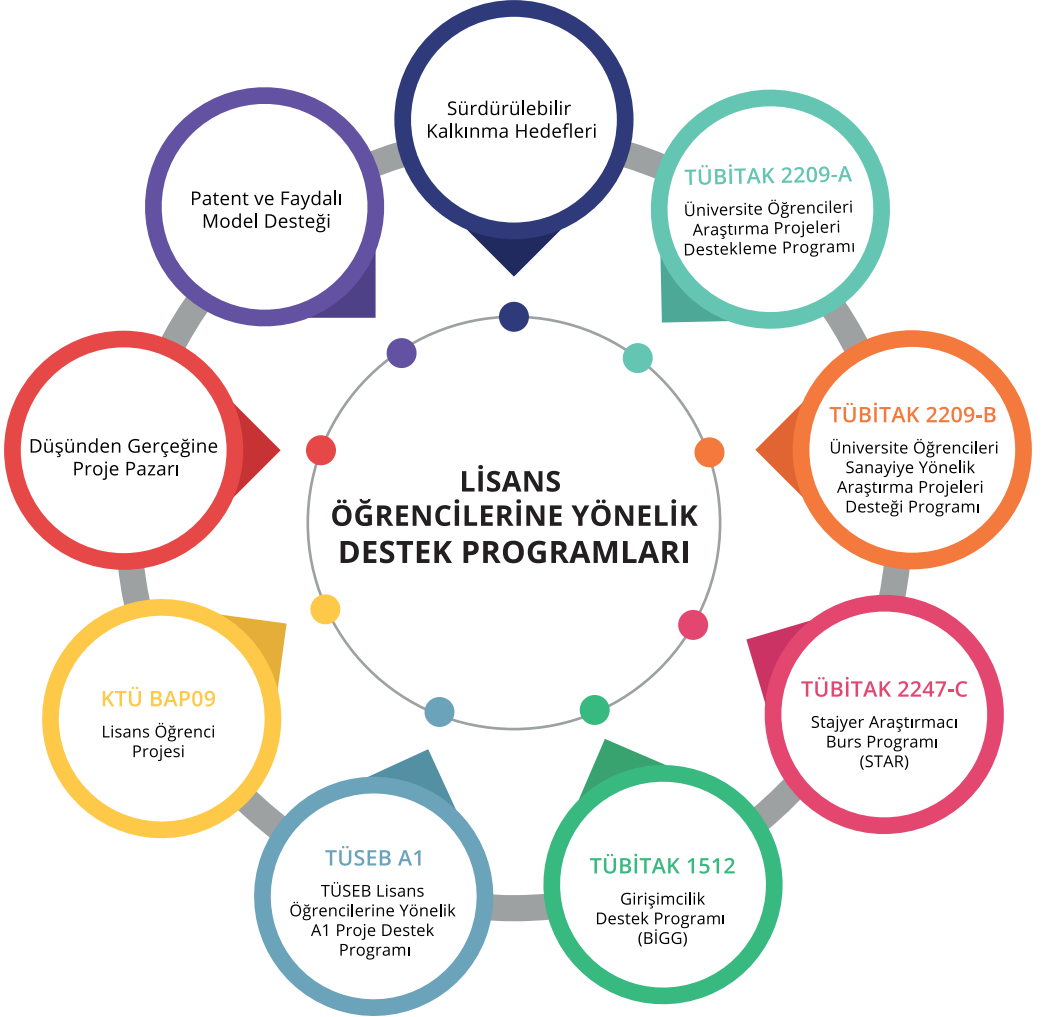 Sürdürülebilir
Kalkınma Hedefleri
TÜBİTAK 2209-A
Üniversite Öğrencileri
Araştırma Projeleri
Destekleme Programı
TÜBİTAK 2209-B
Üniversite Öğrencileri
Sanayiye Yönelik
Araştırma Projeleri
Desteği Programı
TÜBİTAK 2247-C
Stajyer Araştırmacı
Burs Programı
(STAR)
TÜBİTAK 1512
Girişimcilik
Destek Programı
(BİGG)
TÜSEB A1
TÜSEB Lisans
Öğrencilerine Yönelik
A1 Proje Destek
Programı
KTÜ BAP09
Lisans Öğrenci
Projesi
Düşünden Gerçeğine
Proje Pazarı
Patent ve Faydalı
Model Desteği
LİSANS
ÖĞRENCİLERİNE YÖNELİK
DESTEK PROGRAMLARI